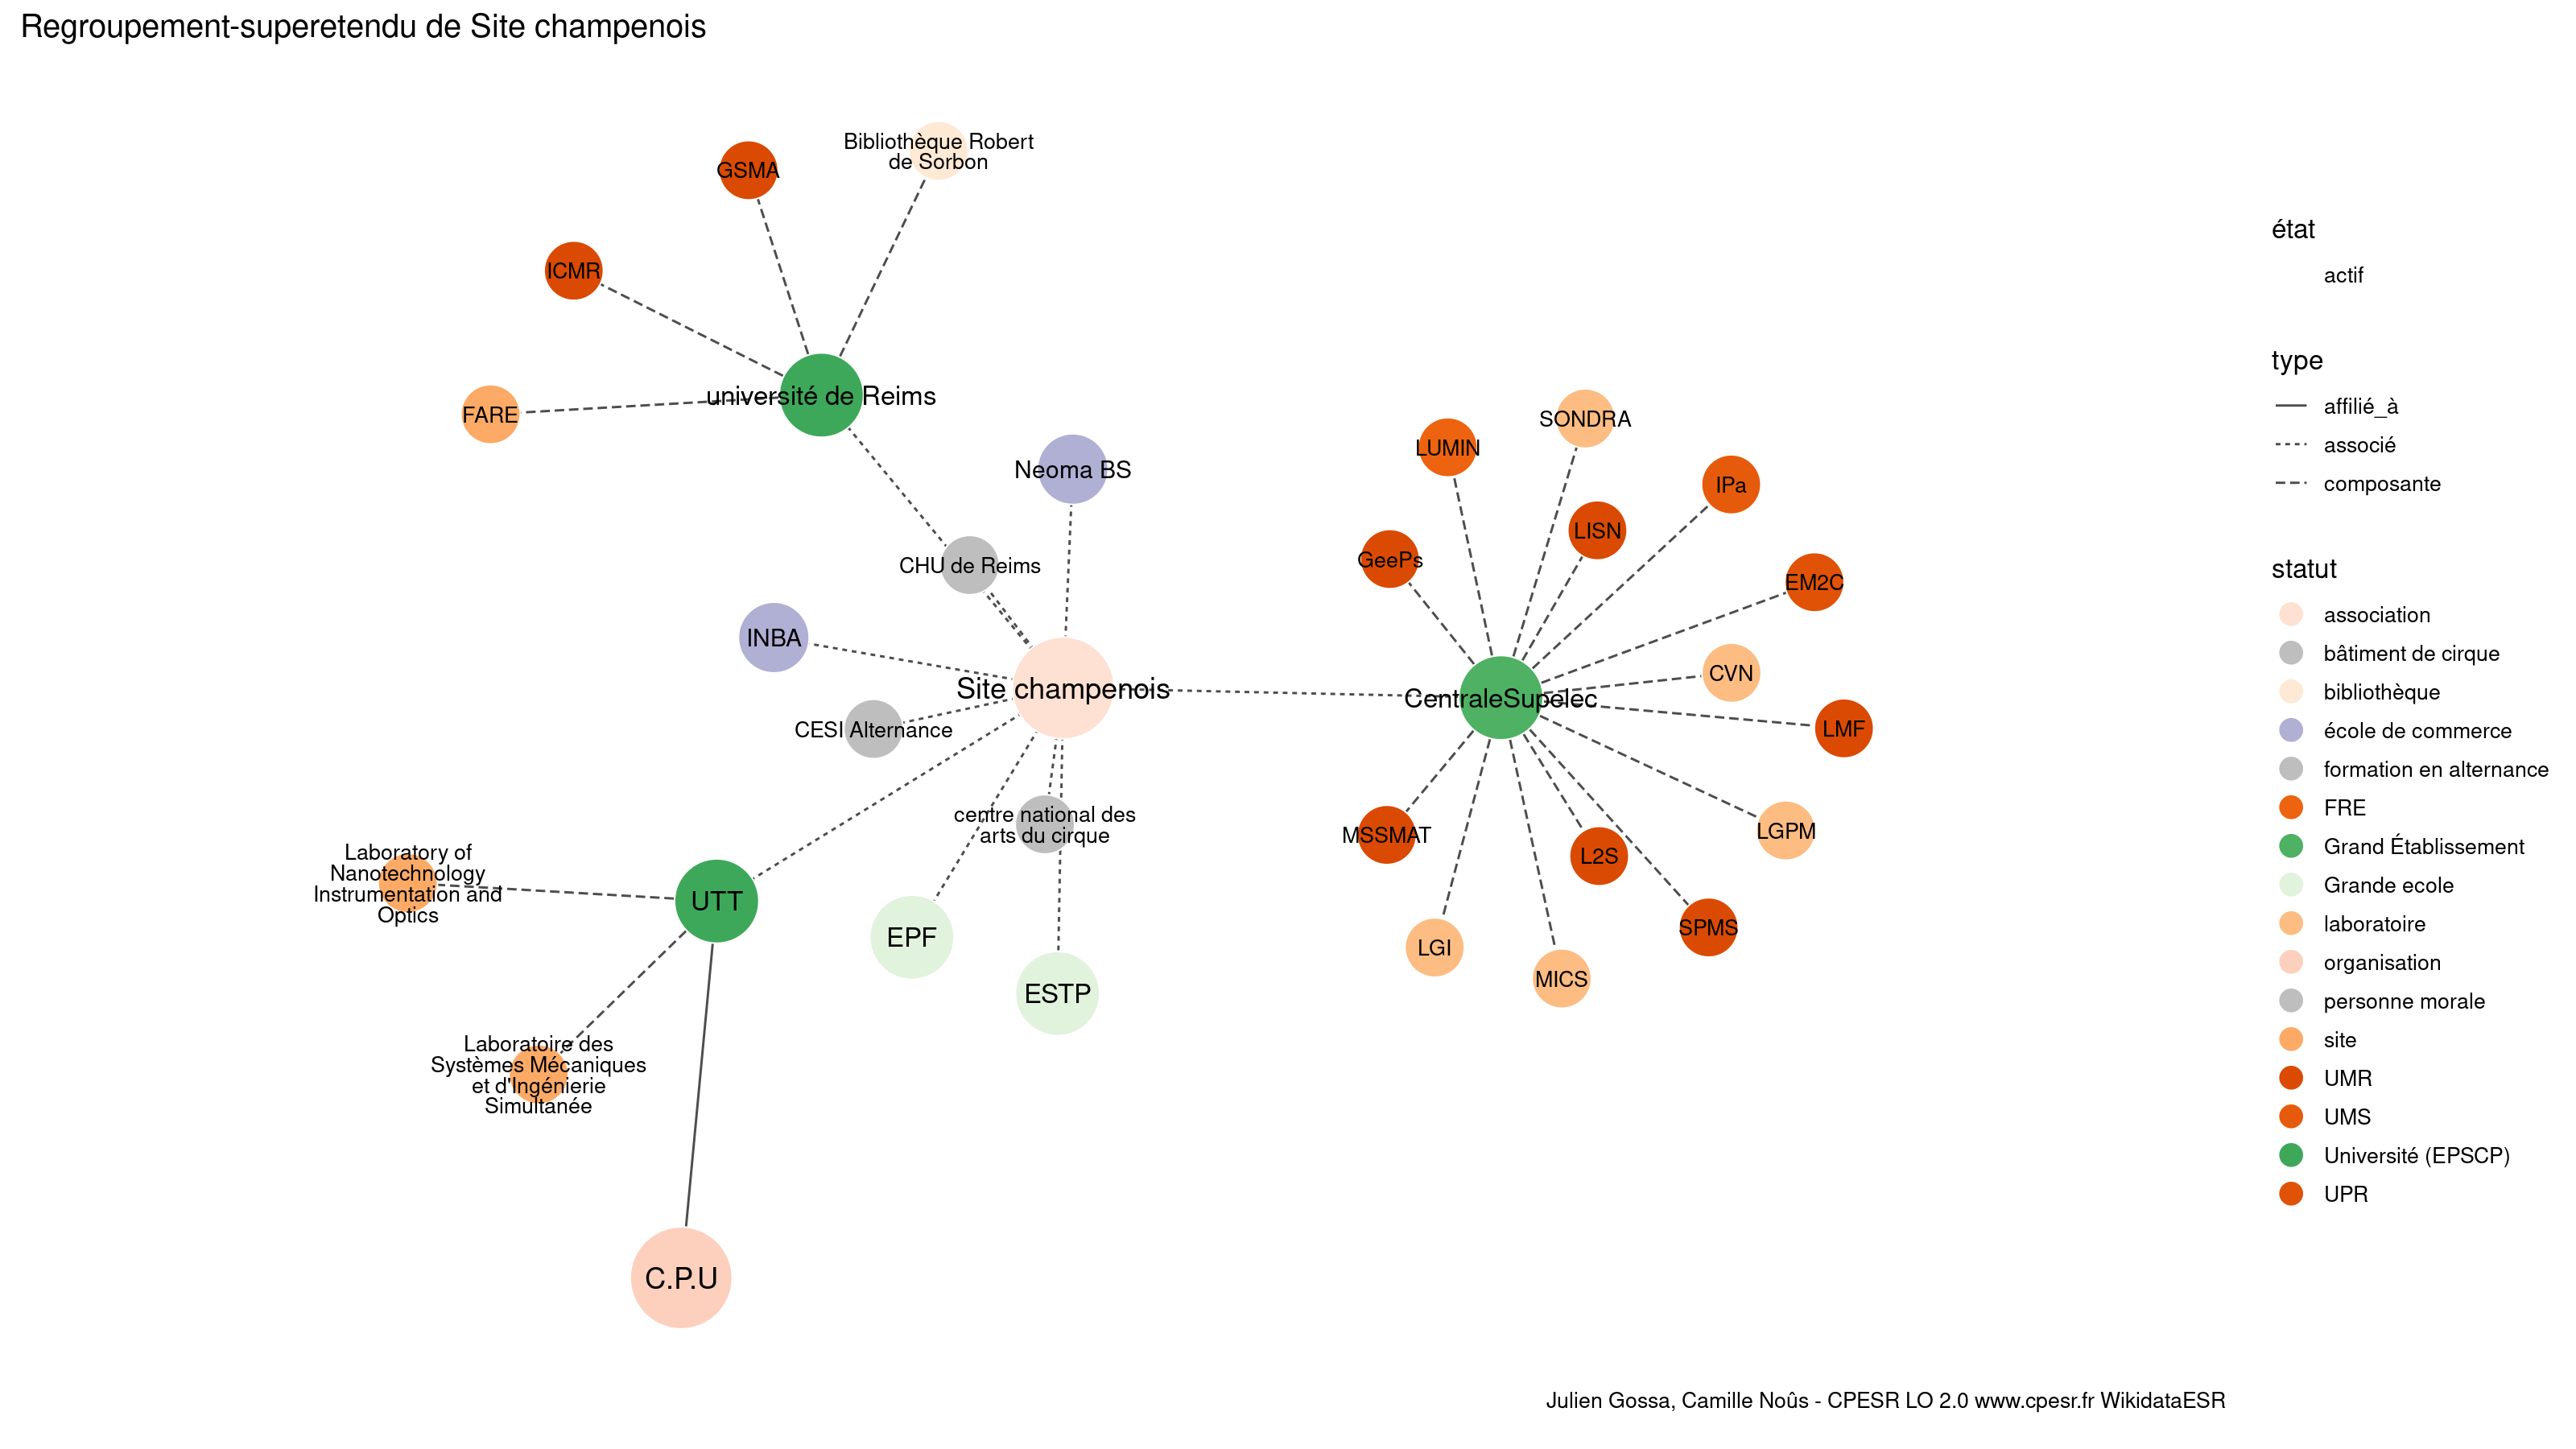 Regroupement-superetendu de Site champenois
Bibliothèque Robert
de Sorbon
GSMA
ICMR
université de Reims
FARE
Neoma BS
CHU de Reims
INBA
Site champenois
CESI Alternance
centre national des
arts du cirque
UTT
EPF
ESTP
Laboratory of
Nanotechnology
Instrumentation and
Optics
Laboratoire des
Systèmes Mécaniques
et d'Ingénierie
Simultanée
C.P.U
SONDRA
LUMIN
IPa
LISN
GeePs
EM2C
CVN
CentraleSupelec
LMF
MSSMAT
LGPM
L2S
SPMS
LGI
MICS
état
actif
type
affilié_à
associé
composante
statut
association
bâtiment de cirque
bibliothèque
école de commerce
formation en alternance
FRE
Grand Établissement
Grande ecole
laboratoire
organisation
personne morale
site
UMR
UMS
Université (EPSCP)
UPR
Julien Gossa, Camille Noûs - CPESR LO 2.0 www.cpesr.fr WikidataESR